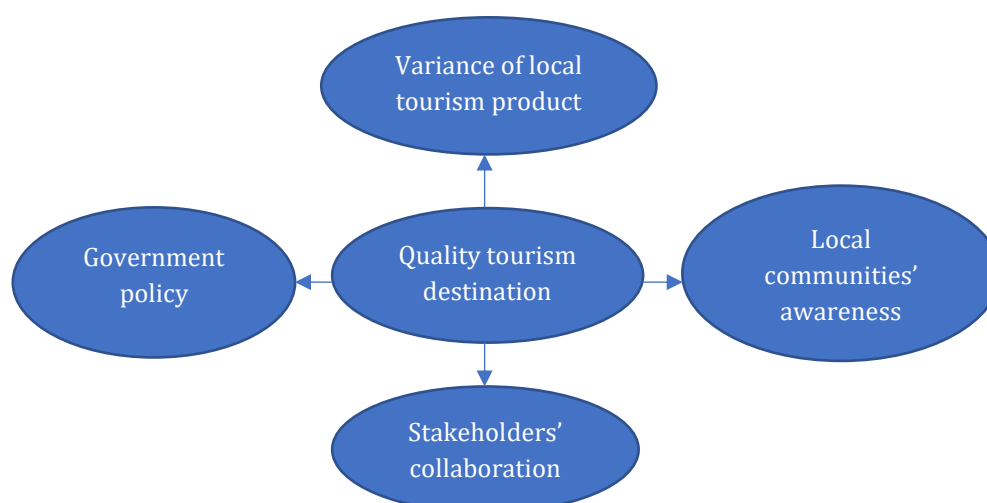 Variance of local
tourism product
Government
policy
Quality tourism
destination
Local
communities’
awareness
Stakeholders’
collaboration